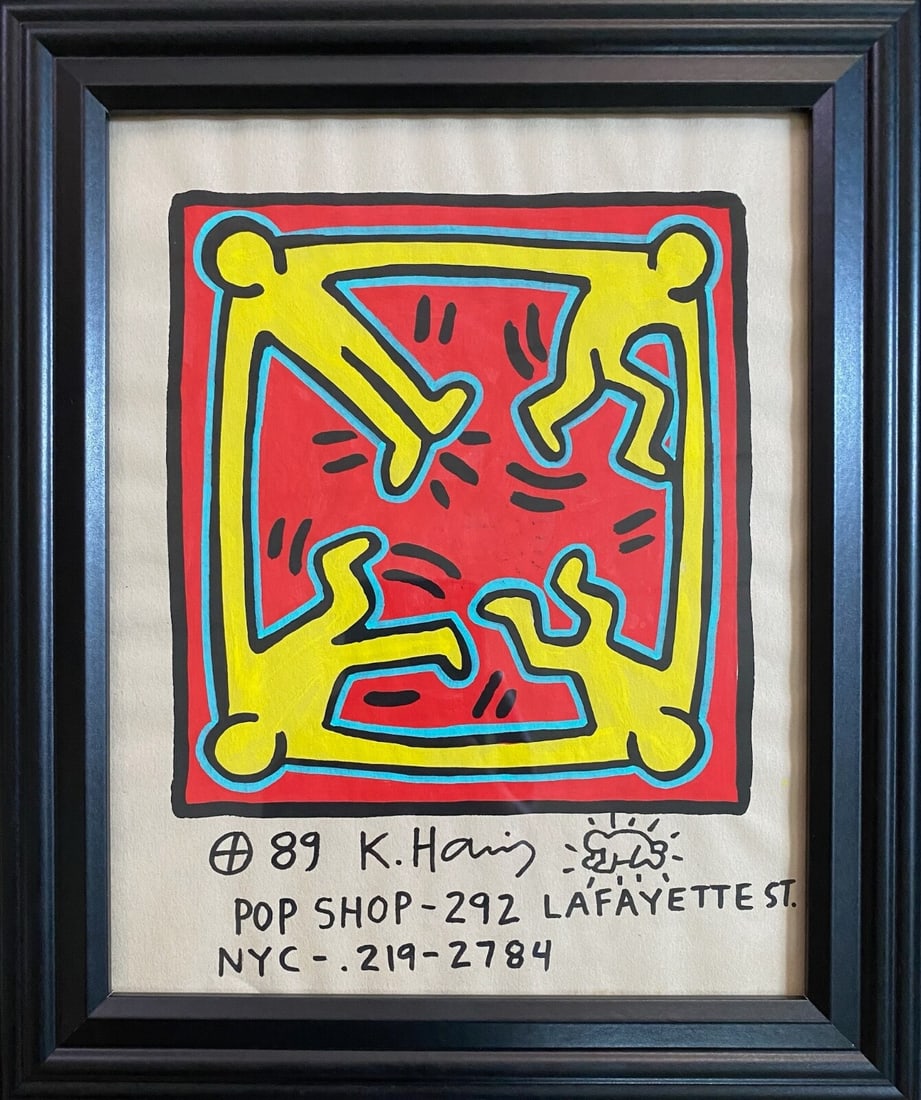 ⊕ 89 K. Haring
POP SHOP - 292 LAFAYETTE ST.
NYC - . 219-2784